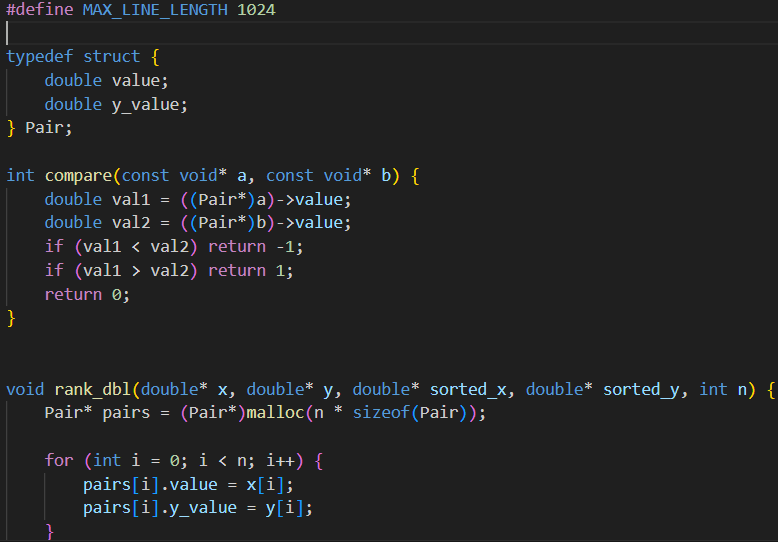 #define MAX_LINE_LENGTH 1024
typedef struct {
    double value;
    double y_value;
} Pair;
int compare(const void* a, const void* b) {
    double val1 = ((Pair*)a)->value;
    double val2 = ((Pair*)b)->value;
    if (val1 < val2) return -1;
    if (val1 > val2) return 1;
    return 0;
}
void rank_dbl(double* x, double* y, double* sorted_x, double* sorted_y, int n) {
    Pair* pairs = (Pair*)malloc(n * sizeof(Pair));
    for (int i = 0; i < n; i++) {
        pairs[i].value = x[i];
        pairs[i].y_value = y[i];
    }